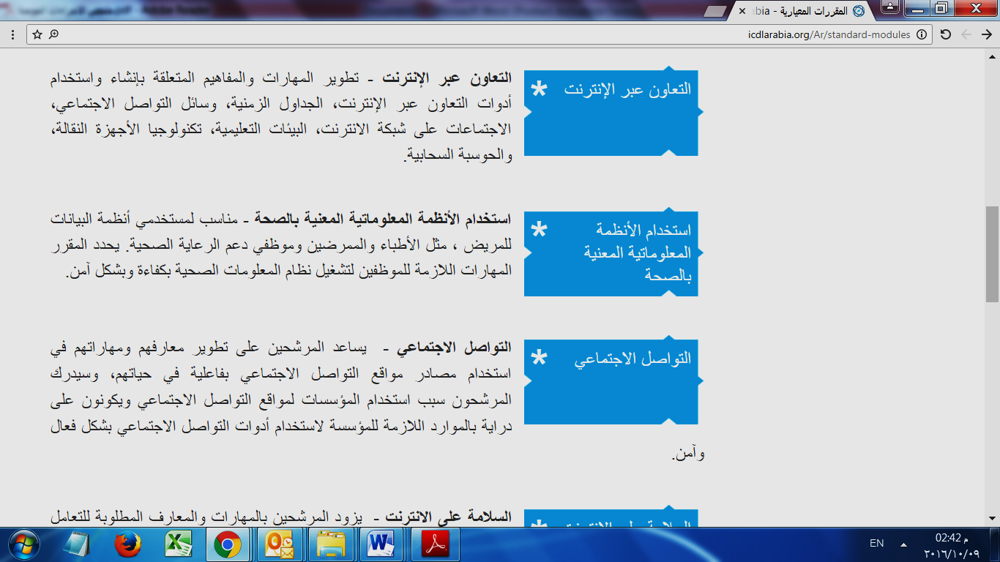 المقررات المعيارية - bia
icdlarabia.org/Ar/standard-modules
التعاون عبر الإنترنت
التعاون عبر الإنترنت - تطوير المهارات والمفاهيم المتعلقة بإنشاء واستخدام
أدوات التعاون عبر الإنترنت، الجداول الزمنية، وسائل التواصل الاجتماعي،
الاجتماعات على شبكة الانترنت، البيئات التعليمية، تكنولوجيا الأجهزة النقالة،
والحوسبة السحابية.
استخدام الأنظمة
المعلوماتية المعنية
بالصحة
استخدام الأنظمة المعلوماتية المعنية بالصحة - مناسب لمستخدمي أنظمة البيانات
للمريض ، مثل الأطباء والممرضين وموظفي دعم الرعاية الصحية. يحدد المقرر
المهارات اللازمة للموظفين لتشغيل نظام المعلومات الصحية بكفاءة وبشكل آمن.
التواصل الاجتماعي
التواصل الاجتماعي - يساعد المرشحين على تطوير معارفهم ومهاراتهم في
استخدام مصادر مواقع التواصل الاجتماعي بفاعلية في حياتهم، وسيدرك
المرشحون سبب استخدام المؤسسات لمواقع التواصل الاجتماعي ويكونون على
دراية بالموارد اللازمة للمؤسسة لاستخدام أدوات التواصل الاجتماعي بشكل فعال
وآمن.
السلامة على الانترنت
السلامة على الانترنت - يزود المرشحين بالمهارات والمعارف المطلوبة للتعامل
EN
02:42 م
٢٠١٦/١٠/٠٩